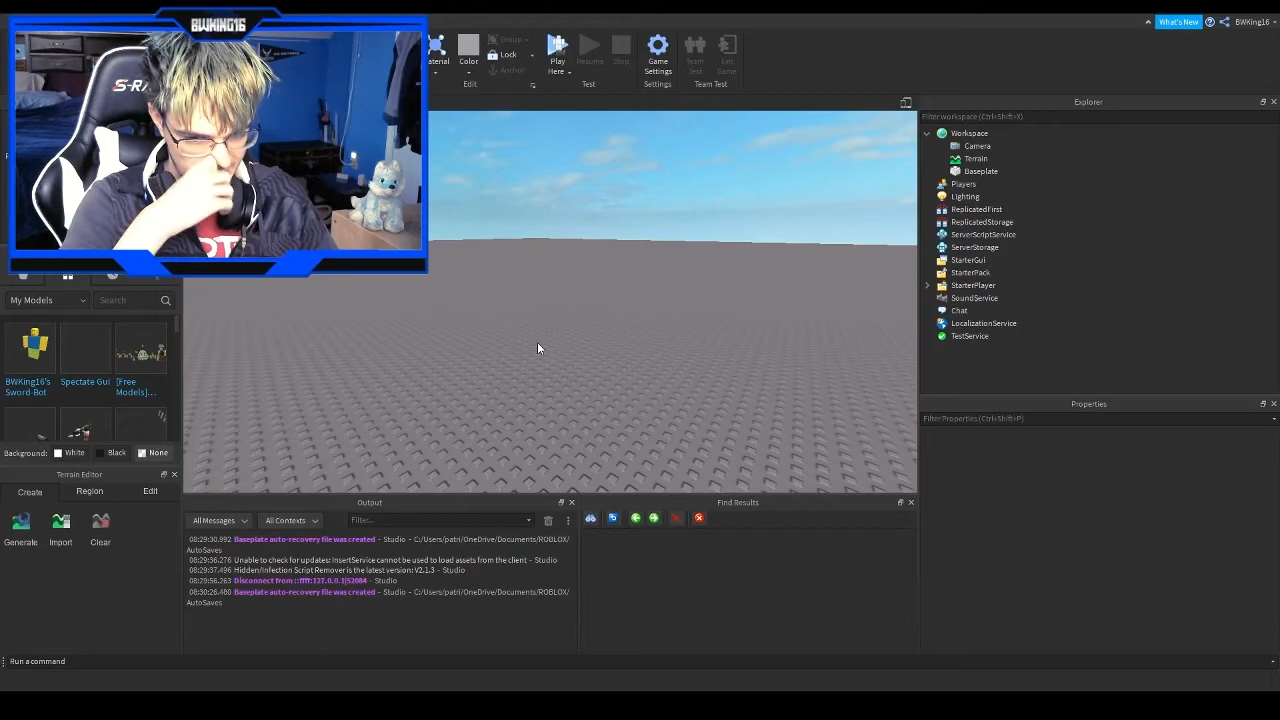 BWKING16
S-RA
What's New
BWKing16
aterial
Color
Group
Lock
Anchor
Edit
Play
Here
Resume
Stop
Test
Game
Settings
Settings
Team
Test
Exit
Game
Team Test
Explorer
Filter workspace (Ctrl+Shift+X)
Workspace
Camera
Terrain
Baseplate
Players
Lighting
ReplicatedFirst
ReplicatedStorage
ServerScriptService
ServerStorage
StarterGui
StarterPack
StarterPlayer
SoundService
Chat
LocalizationService
TestService
Properties
Filter Properties (Ctrl+Shift+P)
My Models
Search
BWKing16's
Sword-Bot
Spectate Gui
[Free
Models]...
Background:
White
Black
None
Terrain Editor
Create
Region
Edit
Generate
Import
Clear
Output
All Messages
All Contexts
Filter...
08:29:30.992 Baseplate auto-recovery file was created - Studio - C:/Users/patri/OneDrive/Documents/ROBLOX/
AutoSaves
08:29:36.276 Unable to check for updates: InsertService cannot be used to load assets from the client - Studio
08:29:37.496 Hidden/Infection Script Remover is the latest version: V2.1.3 - Studio
08:29:56.263 Disconnect from ::ffff:127.0.0.1|52084 - Studio
08:30:26.480 Baseplate auto-recovery file was created - Studio - C:/Users/patri/OneDrive/Documents/ROBLOX/
AutoSaves
Find Results
Run a command